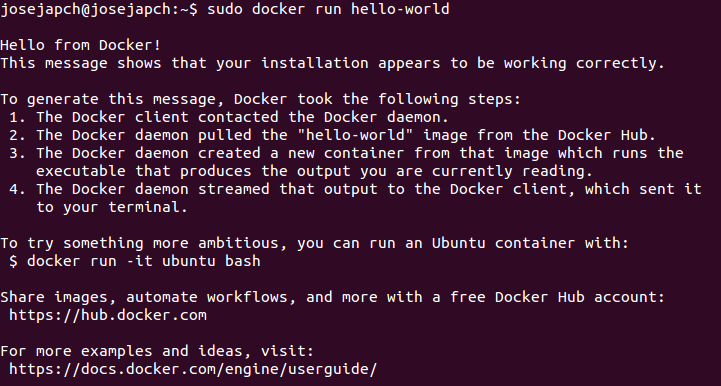 josejapch@josejapch:~$ sudo docker run hello-world
Hello from Docker!
This message shows that your installation appears to be working correctly.
To generate this message, Docker took the following steps:
1. The Docker client contacted the Docker daemon.
2. The Docker daemon pulled the "hello-world" image from the Docker Hub.
3. The Docker daemon created a new container from that image which runs the
executable that produces the output you are currently reading.
4. The Docker daemon streamed that output to the Docker client, which sent it
to your terminal.
To try something more ambitious, you can run an Ubuntu container with:
$ docker run -it ubuntu bash
Share images, automate workflows, and more with a free Docker Hub account:
https://hub.docker.com
For more examples and ideas, visit:
https://docs.docker.com/engine/userguide/